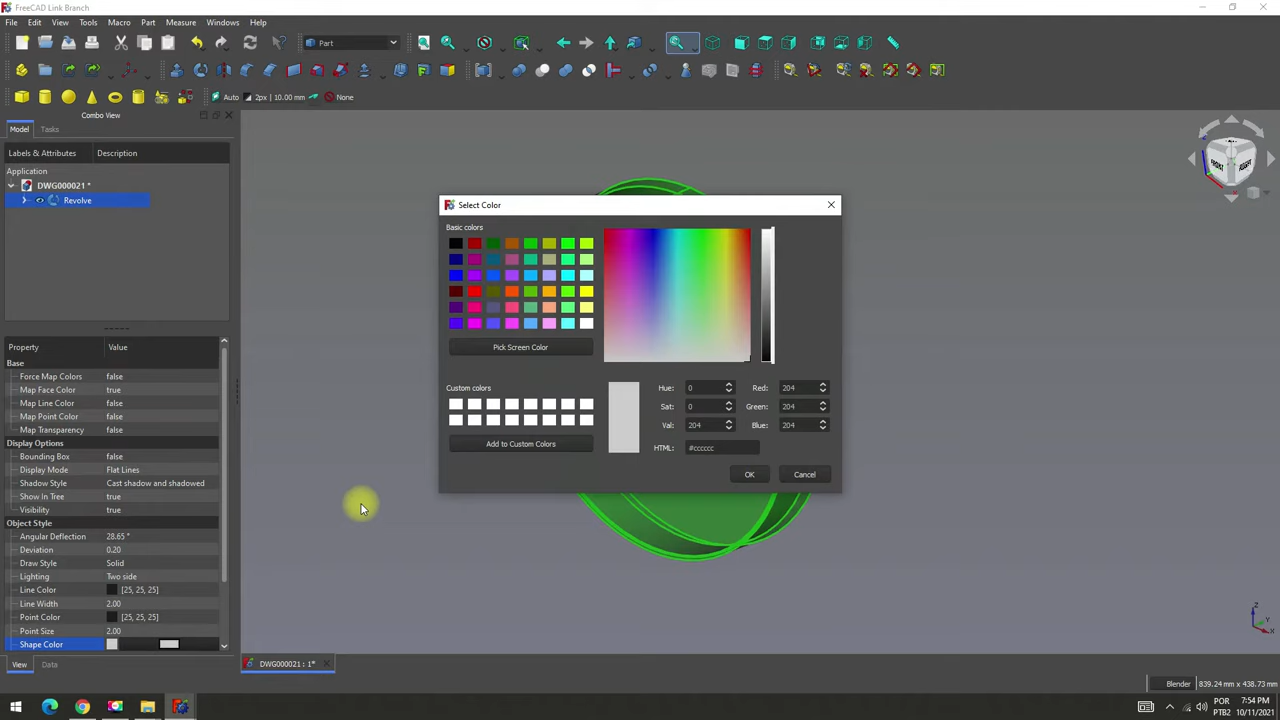 FreeCAD Link Branch
File Edit View Tools Macro Part Measure Windows Help
Part
Auto 2px | 10.00 mm None
Combo View
Model Tasks
Labels & Attributes Description
Application
DWG000021 *
Revolve
Property Value
Base
Force Map Colors false
Map Face Color true
Map Line Color false
Map Point Color false
Map Transparency false
Display Options
Bounding Box false
Display Mode Flat Lines
Shadow Style Cast shadow and shadowed
Show In Tree true
Visibility true
Object Style
Angular Deflection 28.65 °
Deviation 0.20
Draw Style Solid
Lighting Two side
Line Color [25, 25, 25]
Line Width 2.00
Point Color [25, 25, 25]
Point Size 2.00
Shape Color
View Data
Select Color
Basic colors
Pick Screen Color
Custom colors
Add to Custom Colors
Hue: 0 Red: 204
Sat: 0 Green: 204
Val: 204 Blue: 204
HTML: #cccccc
OK Cancel
FRONT
DWG000021 : 1*
Blender 839.24 mm x 438.73 mm
POR 7:54 PM
PTB2 10/11/2021